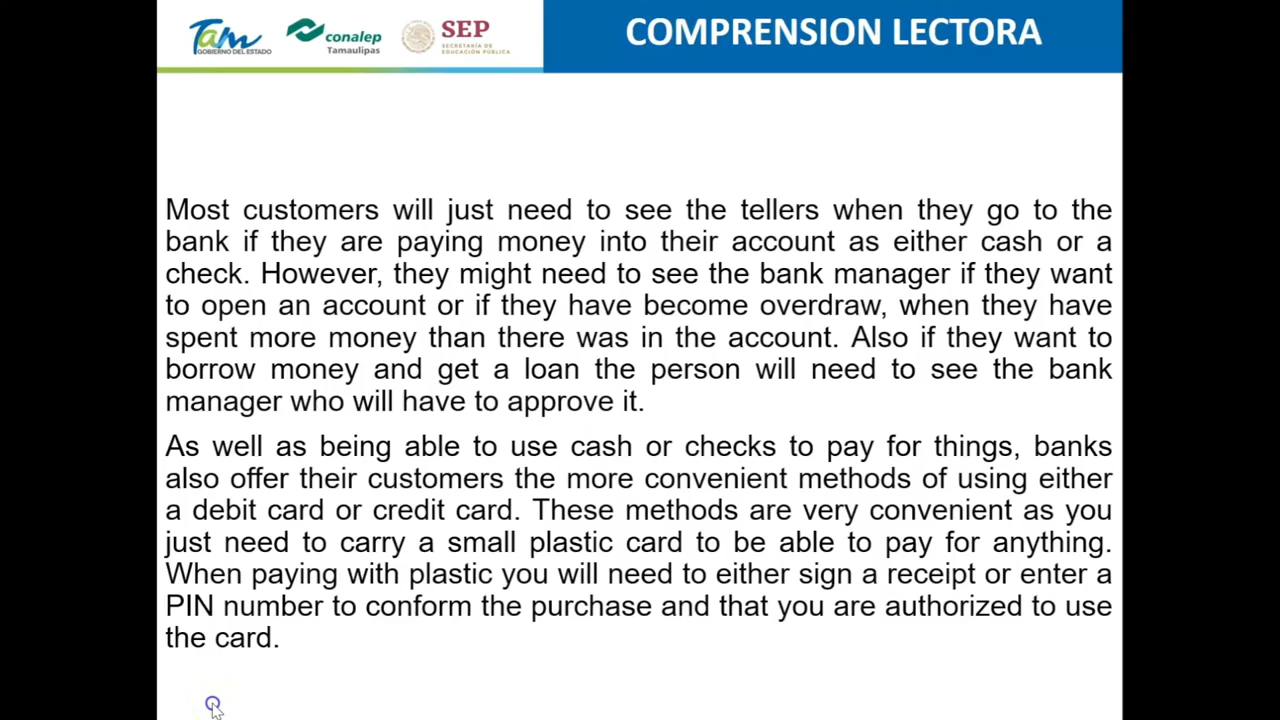 Tam
GOBIERNO DEL ESTADO
conalep
Tamaulipas
SEP
SECRETARÍA DE
EDUCACIÓN PÚBLICA
COMPRENSION LECTORA
Most customers will just need to see the tellers when they go to the
bank if they are paying money into their account as either cash or a
check. However, they might need to see the bank manager if they want
to open an account or if they have become overdraw, when they have
spent more money than there was in the account. Also if they want to
borrow money and get a loan the person will need to see the bank
manager who will have to approve it.
As well as being able to use cash or checks to pay for things, banks
also offer their customers the more convenient methods of using either
a debit card or credit card. These methods are very convenient as you
just need to carry a small plastic card to be able to pay for anything.
When paying with plastic you will need to either sign a receipt or enter a
PIN number to conform the purchase and that you are authorized to use
the card.